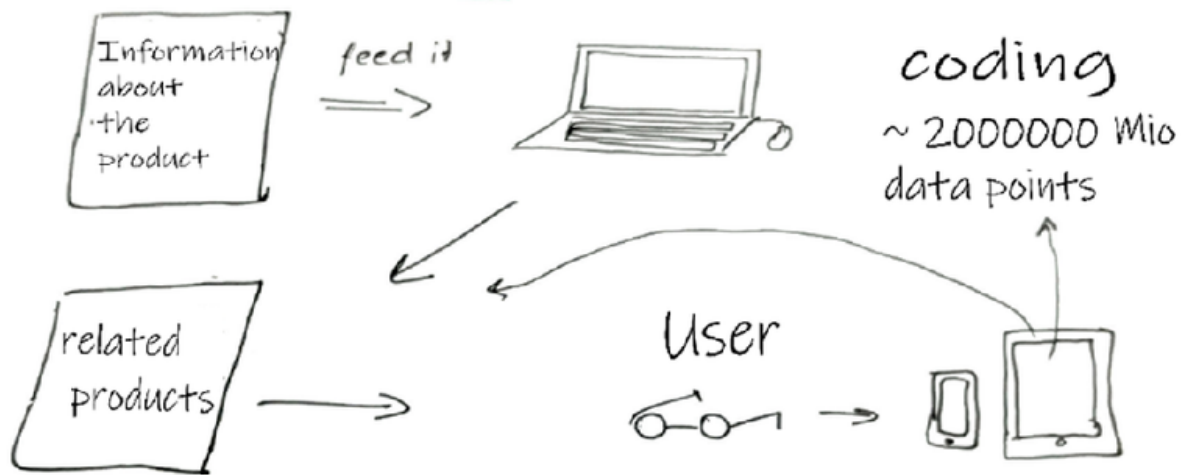 Information
about
the
product
feed it
coding
~ 2000000 Mio
data points
related
products
User